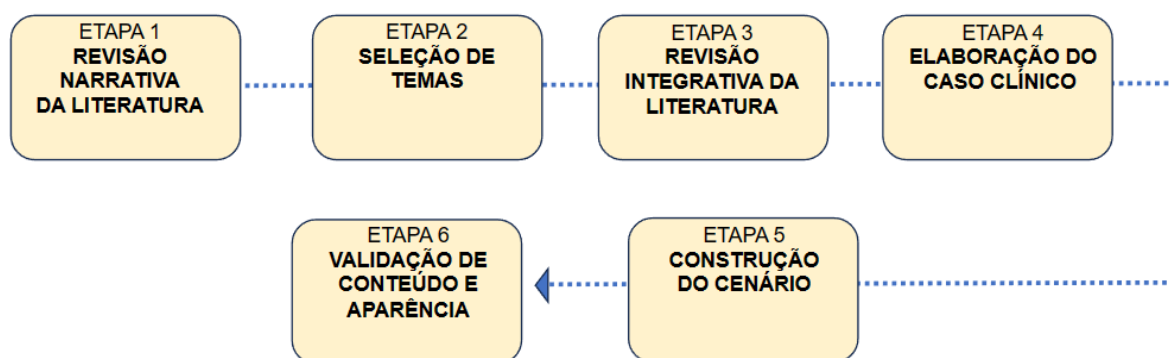 ETAPA 1
REVISÃO
NARRATIVA
DA LITERATURA
ETAPA 2
SELEÇÃO DE
TEMAS
ETAPA 3
REVISÃO
INTEGRATIVA DA
LITERATURA
ETAPA 4
ELABORAÇÃO DO
CASO CLÍNICO
ETAPA 6
VALIDAÇÃO DE
CONTEÚDO E
APARÊNCIA
ETAPA 5
CONSTRUÇÃO
DO CENÁRIO